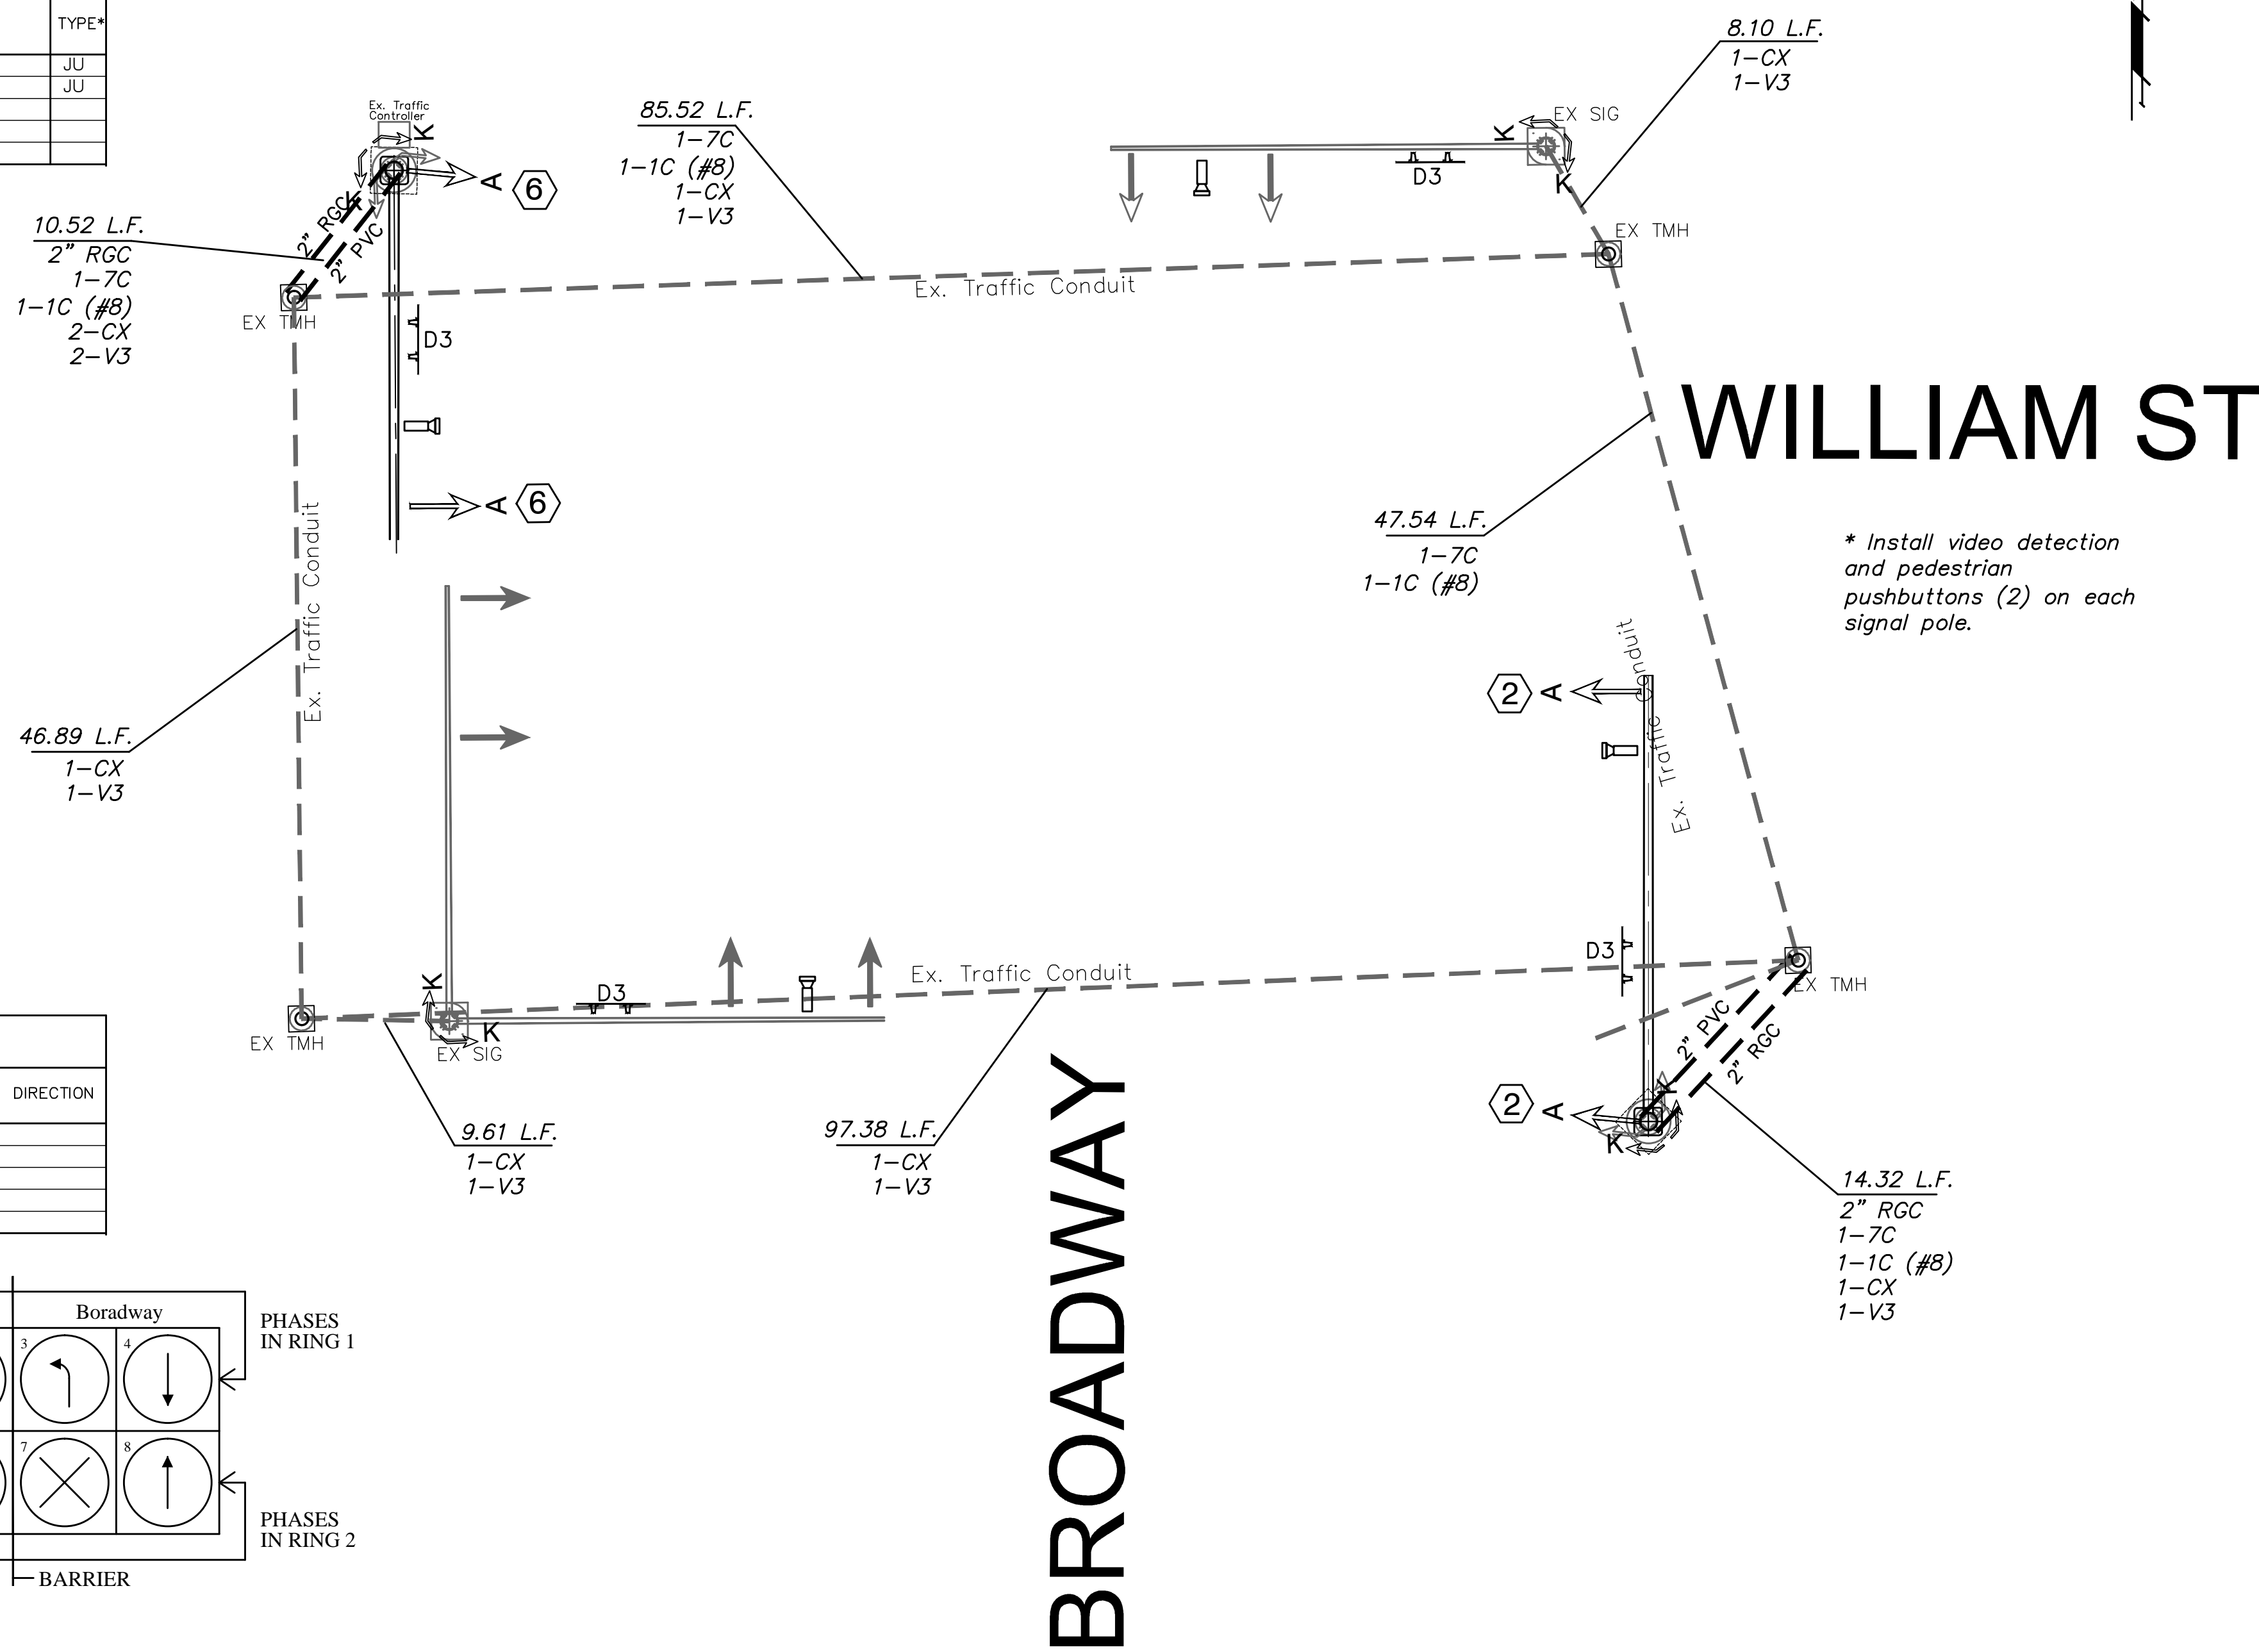 TYPE*
JU
JU
8.10 L.F.
1-CX
1-V3
Ex. Traffic
Controller
K
85.52 L.F.
1-7C
1-1C (#8)
1-CX
1-V3
K
EX SIG
D3
K
A
6
K
2" RGC
2" PVC
10.52 L.F.
2" RGC
1-7C
1-1C (#8)
2-CX
2-V3
EX TMH
Ex. Traffic Conduit
EX TMH
D3
WILLIAM ST
A
6
47.54 L.F.
1-7C
1-1C (#8)
* Install video detection
and pedestrian
pushbuttons (2) on each
signal pole.
Ex. Traffic Conduit
Ex. Traffic Conduit
2
A
46.89 L.F.
1-CX
1-V3
D3
K
D3
Ex. Traffic Conduit
EX TMH
K
EX TMH
EX SIG
2" PVC
2" RGC
DIRECTION
2
A
K
K
9.61 L.F.
1-CX
1-V3
97.38 L.F.
1-CX
1-V3
BROADWAY
14.32 L.F.
2" RGC
1-7C
1-1C (#8)
1-CX
1-V3
Boradway
PHASES
IN RING 1
3
4
7
8
PHASES
IN RING 2
BARRIER